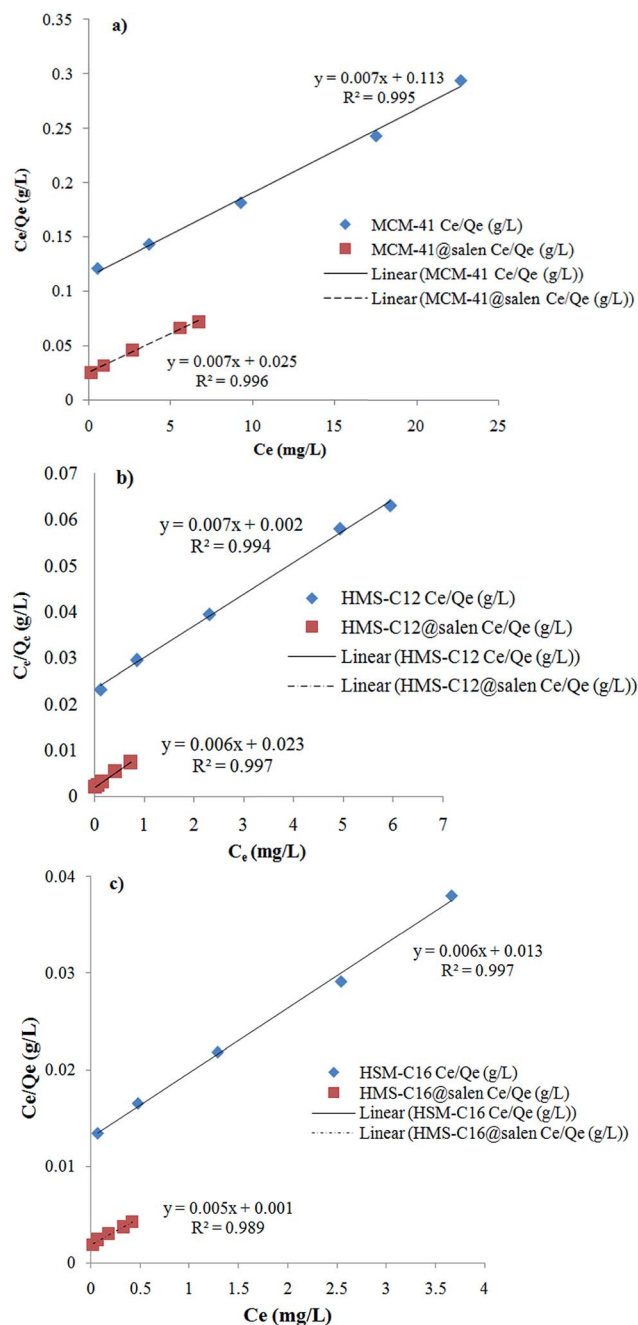 a)
0.35
0.3
0.25
0.2
0.15
0.1
0.05
0
Ce/Qe (g/L)
y = 0.007x + 0.113
R² = 0.995
MCM-41 Ce/Qe (g/L)
MCM-41@salen Ce/Qe (g/L)
Linear (MCM-41 Ce/Qe (g/L))
Linear (MCM-41@salen Ce/Qe (g/L))
y = 0.007x + 0.025
R² = 0.996
0 5 10 15 20 25
Ce (mg/L)
b)
0.07
0.06
0.05
0.04
0.03
0.02
0.01
0
Cₑ/Qₑ (g/L)
y = 0.007x + 0.002
R² = 0.994
HMS-C12 Ce/Qe (g/L)
HMS-C12@salen Ce/Qe (g/L)
Linear (HMS-C12 Ce/Qe (g/L))
Linear (HMS-C12@salen Ce/Qe (g/L))
y = 0.006x + 0.023
R² = 0.997
0 1 2 3 4 5 6 7
Cₑ (mg/L)
c)
0.04
0.03
0.02
0.01
0
Ce/Qe (g/L)
y = 0.006x + 0.013
R² = 0.997
HSM-C16 Ce/Qe (g/L)
HMS-C16@salen Ce/Qe (g/L)
Linear (HSM-C16 Ce/Qe (g/L))
Linear (HMS-C16@salen Ce/Qe (g/L))
y = 0.005x + 0.001
R² = 0.989
0 0.5 1 1.5 2 2.5 3 3.5 4
Ce (mg/L)